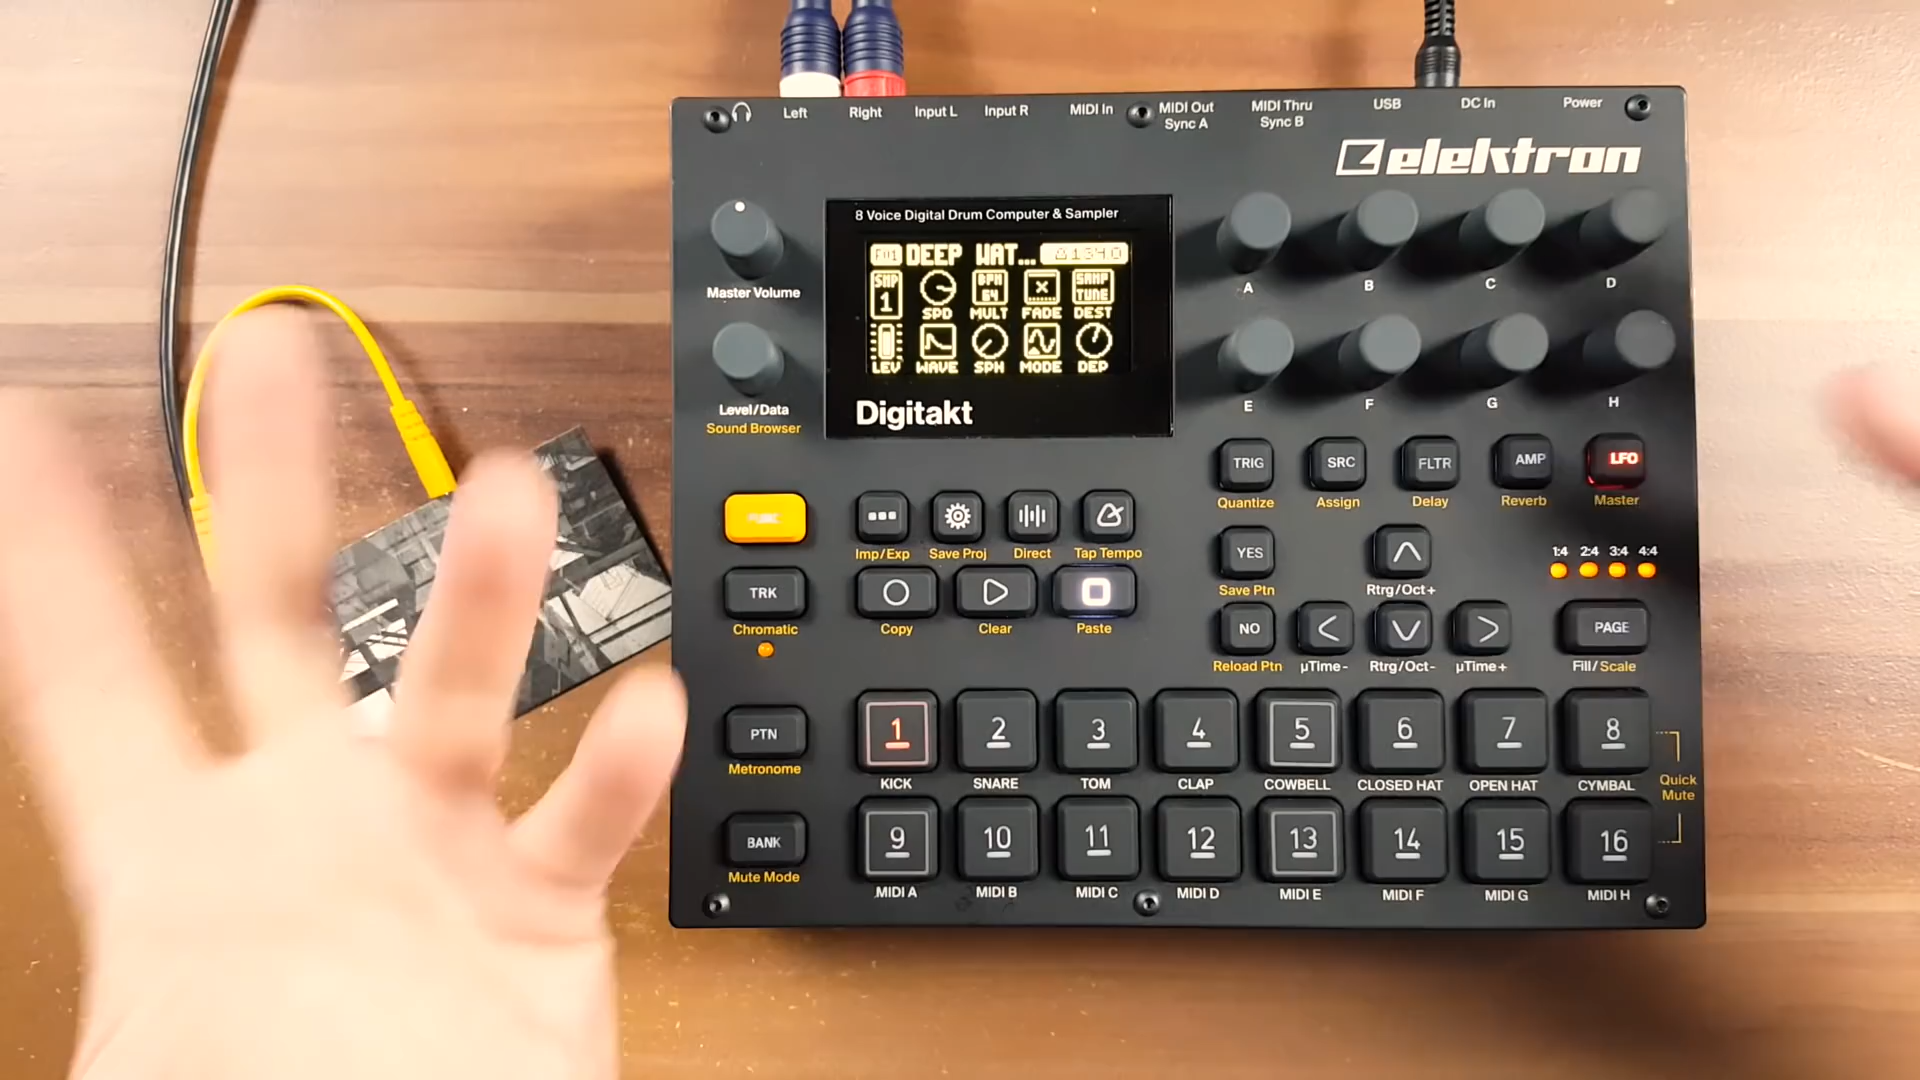 Left Right Input L Input R MIDI In MIDI Out MIDI Thru USB DC In Power
Sync A Sync B
elektron
8 Voice Digital Drum Computer & Sampler
DEEP WAT...
SMP
1
BPM
64
X
SAMP
TUNE
SPD MULT FADE DEST
LEV WAVE SPH MODE DEP
Digitakt
Master Volume
Level/Data
Sound Browser
A B C D
E F G H
TRIG SRC FLTR AMP LFO
Quantize Assign Delay Reverb Master
Imp/Exp Save Proj Direct Tap Tempo
YES
Save Ptn
Rtrg/Oct+
1:4 2:4 3:4 4:4
TRK
Chromatic
Copy Clear Paste
NO
PAGE
Reload Ptn µTime- Rtrg/Oct- µTime+ Fill/Scale
PTN
Metronome
1 2 3 4 5 6 7 8
KICK SNARE TOM CLAP COWBELL CLOSED HAT OPEN HAT CYMBAL
Quick
Mute
BANK
Mute Mode
9 10 11 12 13 14 15 16
MIDI A MIDI B MIDI C MIDI D MIDI E MIDI F MIDI G MIDI H